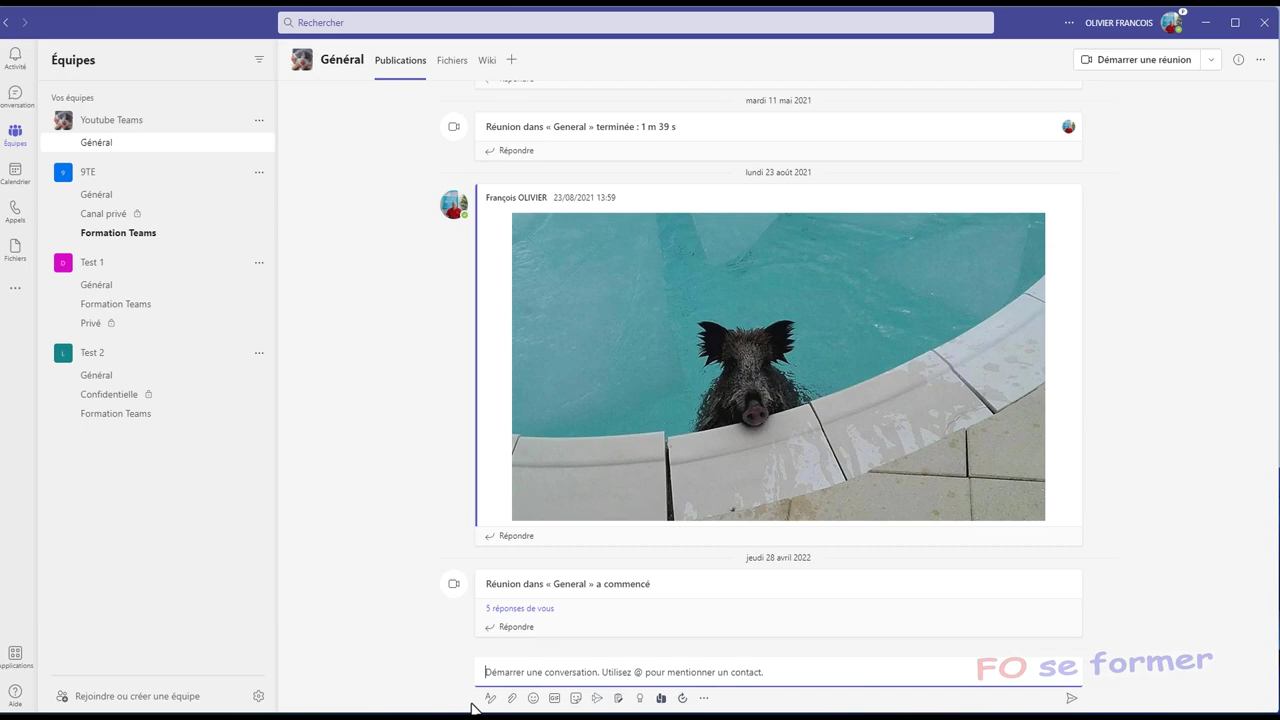 Rechercher
OLIVIER FRANCOIS
P
Activité
Conversation
Équipes
Calendrier
Appels
Fichiers
Applications
Aide
Équipes
Vos équipes
Youtube Teams
Général
9 9TE
Général
Canal privé
Formation Teams
D Test 1
Général
Formation Teams
Privé
L Test 2
Général
Confidentielle
Formation Teams
Rejoindre ou créer une équipe
Général Publications Fichiers Wiki
Démarrer une réunion
mardi 11 mai 2021
Réunion dans « General » terminée : 1 m 39 s
Répondre
lundi 23 août 2021
François OLIVIER 23/08/2021 13:59
Répondre
jeudi 28 avril 2022
Réunion dans « General » a commencé
5 réponses de vous
Répondre
Démarrer une conversation. Utilisez @ pour mentionner un contact.
GIF
FO se former